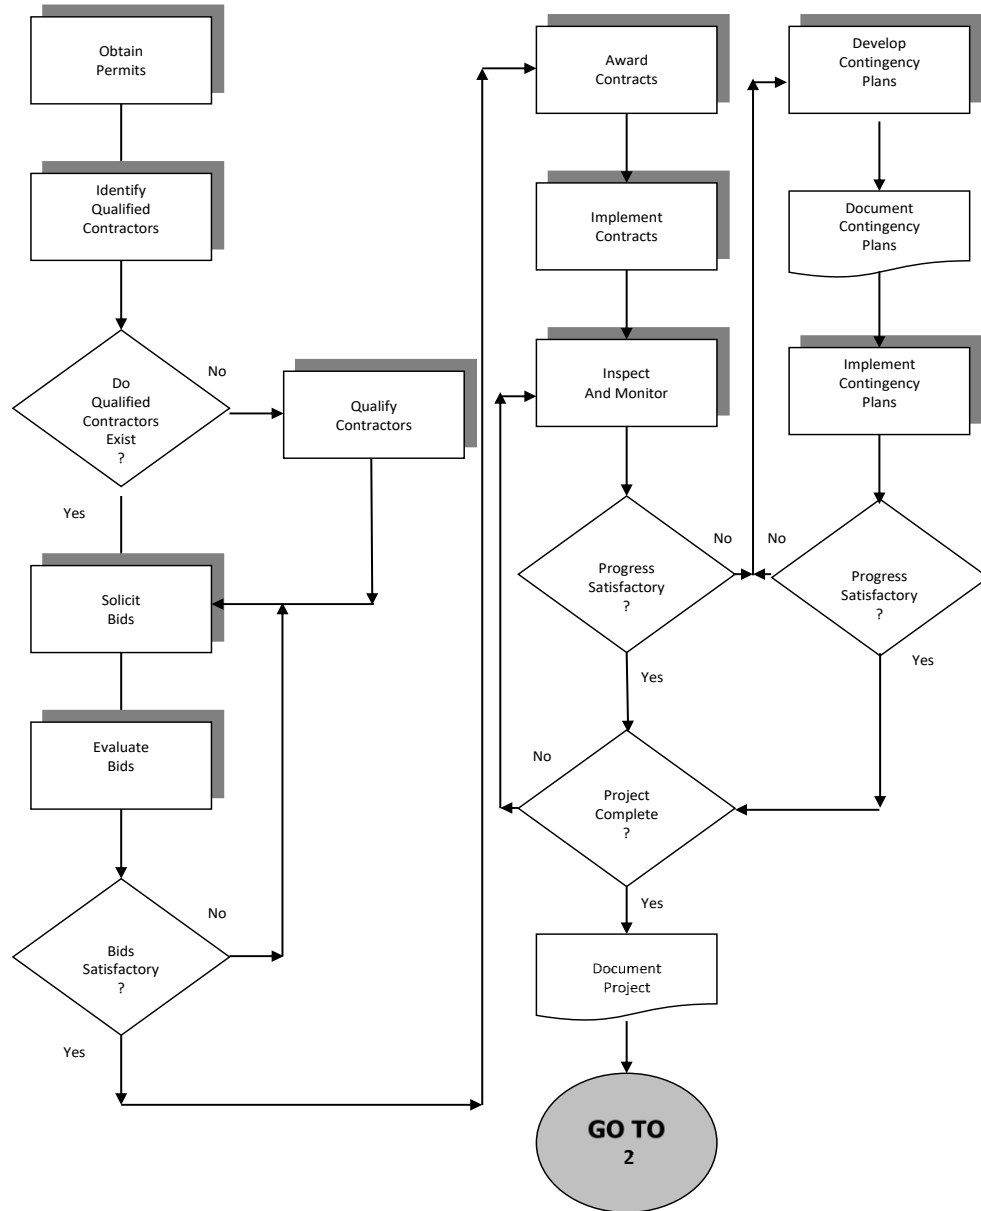 Obtain
Permits
Identify
Qualified
Contractors
Do
Qualified
Contractors
Exist
?
No
Qualify
Contractors
Yes
Solicit
Bids
Evaluate
Bids
Bids
Satisfactory
?
No
Yes
Award
Contracts
Implement
Contracts
Inspect
And Monitor
Progress
Satisfactory
?
No
Yes
Project
Complete
?
No
Yes
Document
Project
GO TO
2
Develop
Contingency
Plans
Document
Contingency
Plans
Implement
Contingency
Plans
Progress
Satisfactory
?
No
Yes